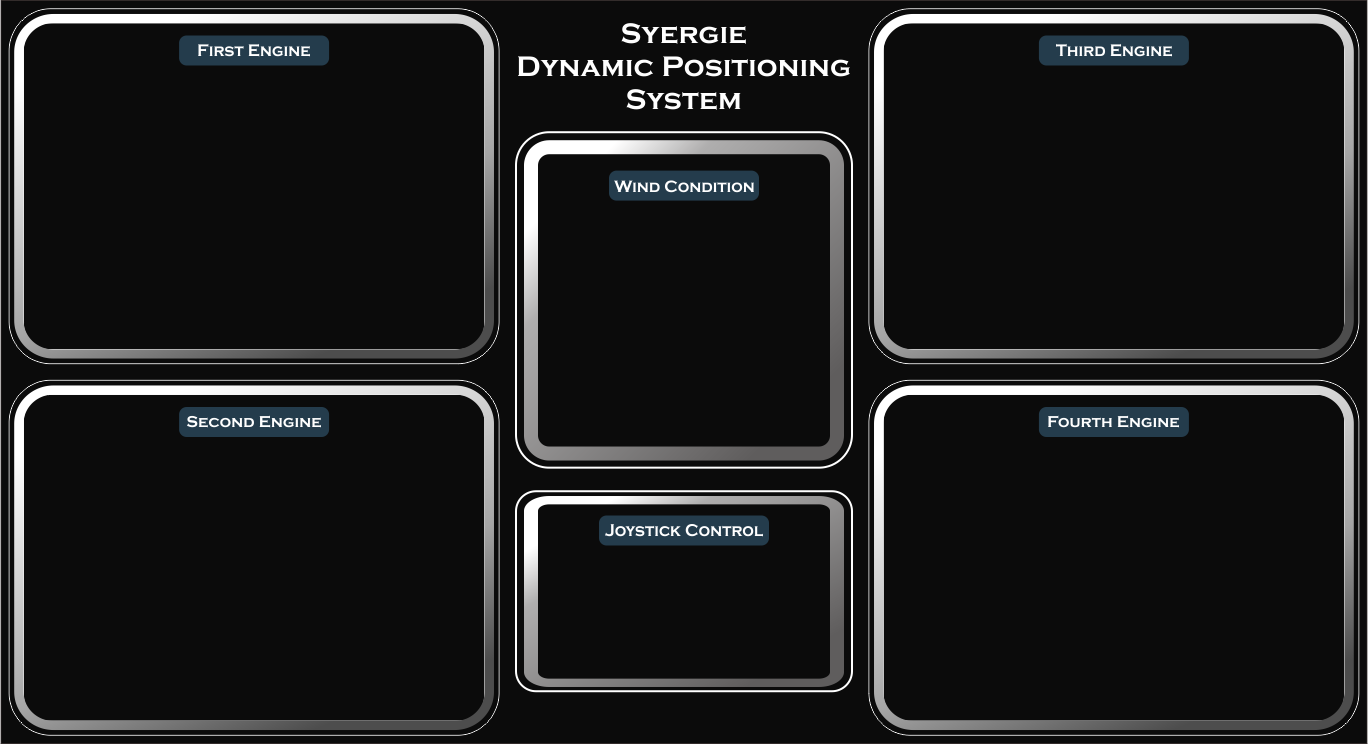 First Engine
Syergie
Dynamic Positioning
System
Third Engine
Wind Condition
Second Engine
Fourth Engine
Joystick Control